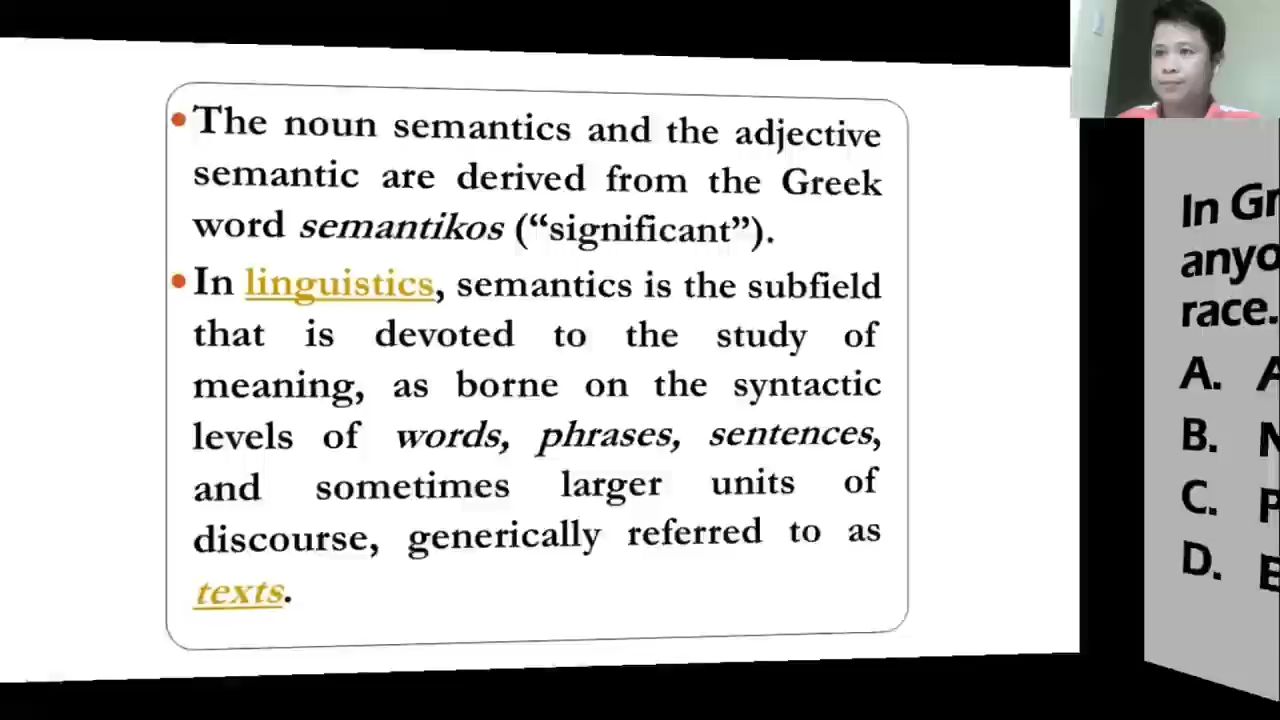 • The noun semantics and the adjective
semantic are derived from the Greek
word semantikos (“significant”).
• In linguistics, semantics is the subfield
that is devoted to the study of
meaning, as borne on the syntactic
levels of words, phrases, sentences,
and sometimes larger units of
discourse, generically referred to as
texts.
In
race.
A.
B.
C.
D.